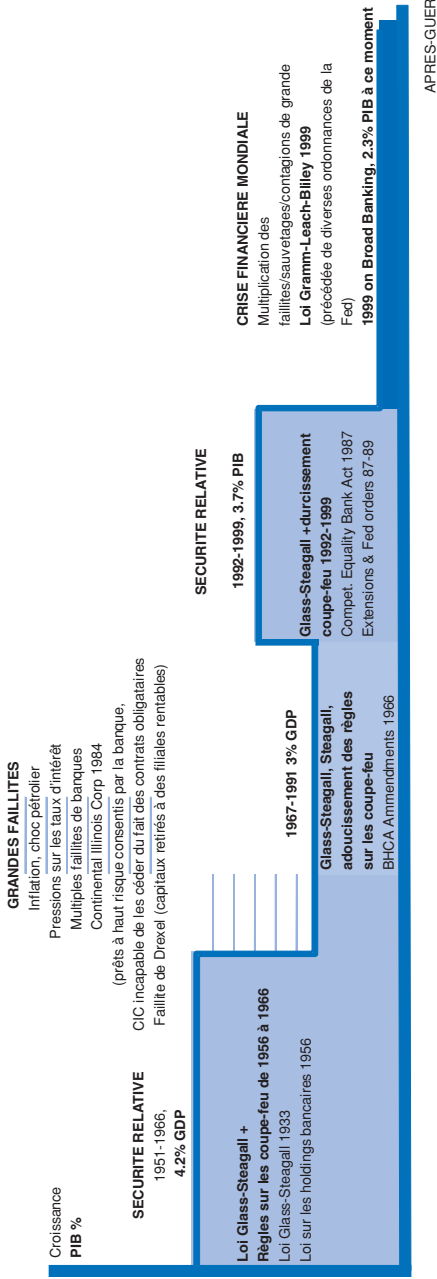 Croissance
PIB %
SECURITE RELATIVE
1951-1966,
4.2% GDP
Loi Glass-Steagall +
Règles sur les coupe-feu de 1956 à 1966
Loi Glass-Steagall 1933
Loi sur les holdings bancaires 1956
GRANDES FAILLITES
Inflation, choc pétrolier
Pressions sur les taux d'intérêt
Multiples faillites de banques
Continental Illinois Corp 1984
(prêts à haut risque consentis par la banque,
CIC incapable de les céder du fait des contrats obligataires
Faillite de Drexel (capitaux retirés à des filiales rentables)
1967-1991 3% GDP
Glass-Steagall, Steagall,
adoucissement des règles
sur les coupe-feu
BHCA Ammendments 1966
SECURITE RELATIVE
1992-1999, 3.7% PIB
Glass-Steagall +durcissement
coupe-feu 1992-1999
Compet. Equality Bank Act 1987
Extensions & Fed orders 87-89
CRISE FINANCIERE MONDIALE
Multiplication des
faillites/sauvetages/contagions de grande
Loi Gramm-Leach-Bliley 1999
(précédée de diverses ordonnances de la
Fed)
1999 on Broad Banking, 2.3% PIB à ce moment
APRES-GUER